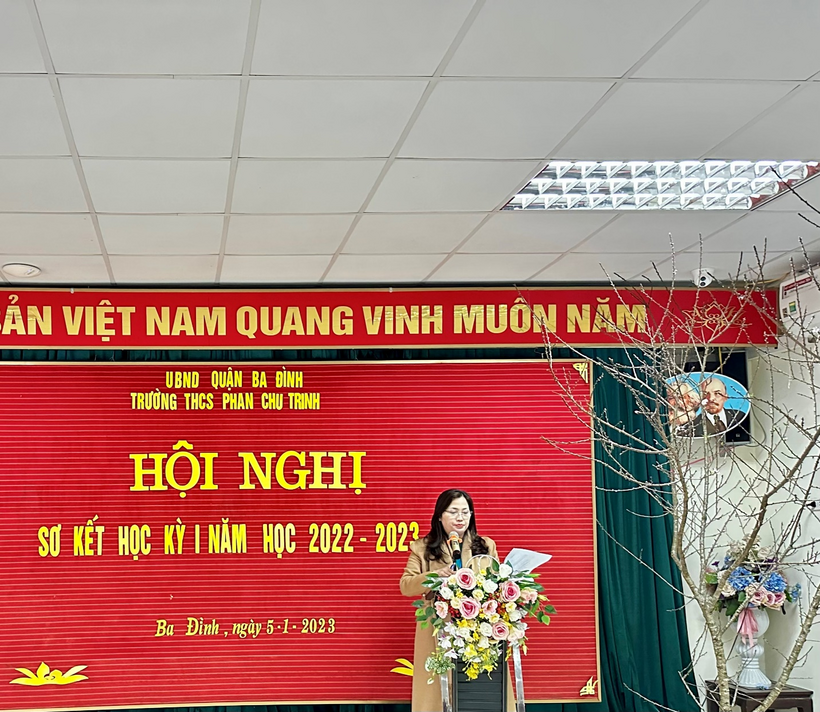 BẢN VIỆT NAM QUANG VINH MUÔN NĂM
UBND QUẬN BA ĐÌNH
TRƯỜNG THCS PHAN CHU TRINH
HỘI NGHỊ
SƠ KẾT HỌC KỲ I NĂM HỌC 2022 - 2023
Ba Đình, ngày 5-1-2023